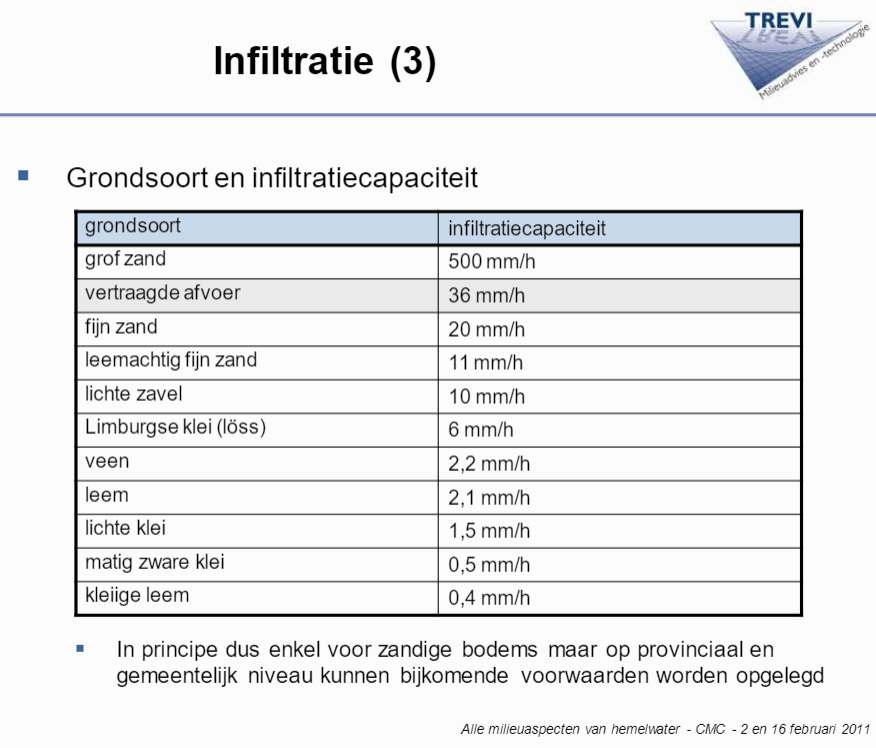 Infiltratie (3)
TREVI
Milieuadvies en -technologie
Grondsoort en infiltratiecapaciteit
grondsoort infiltratiecapaciteit
grof zand 500 mm/h
vertraagde afvoer 36 mm/h
fijn zand 20 mm/h
leemachtig fijn zand 11 mm/h
lichte zavel 10 mm/h
Limburgse klei (löss) 6 mm/h
veen 2,2 mm/h
leem 2,1 mm/h
lichte klei 1,5 mm/h
matig zware klei 0,5 mm/h
kleiige leem 0,4 mm/h
In principe dus enkel voor zandige bodems maar op provinciaal en
gemeentelijk niveau kunnen bijkomende voorwaarden worden opgelegd
Alle milieuaspecten van hemelwater - CMC - 2 en 16 februari 2011